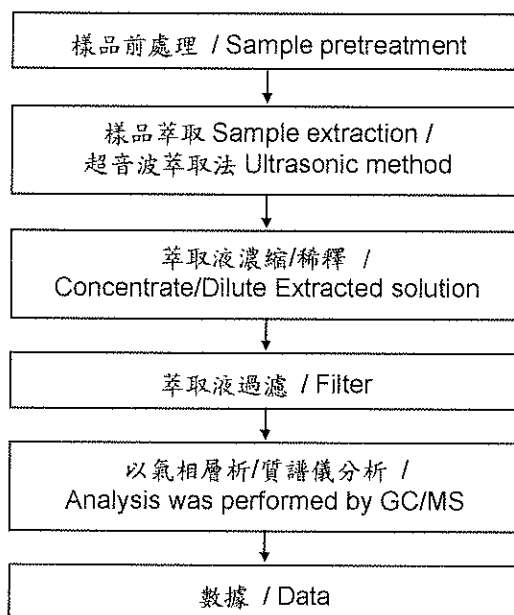 樣品前處理 / Sample pretreatment
樣品萃取 Sample extraction /
超音波萃取法 Ultrasonic method
萃取液濃縮/稀釋 /
Concentrate/Dilute Extracted solution
萃取液過濾 / Filter
以氣相層析/質譜儀分析 /
Analysis was performed by GC/MS
數據 / Data